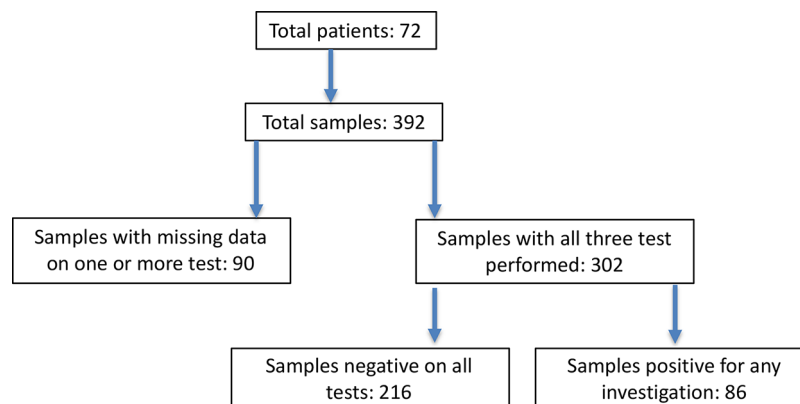 Total patients: 72
Total samples: 392
Samples with missing data
on one or more test: 90
Samples with all three test
performed: 302
Samples negative on all
tests: 216
Samples positive for any
investigation: 86